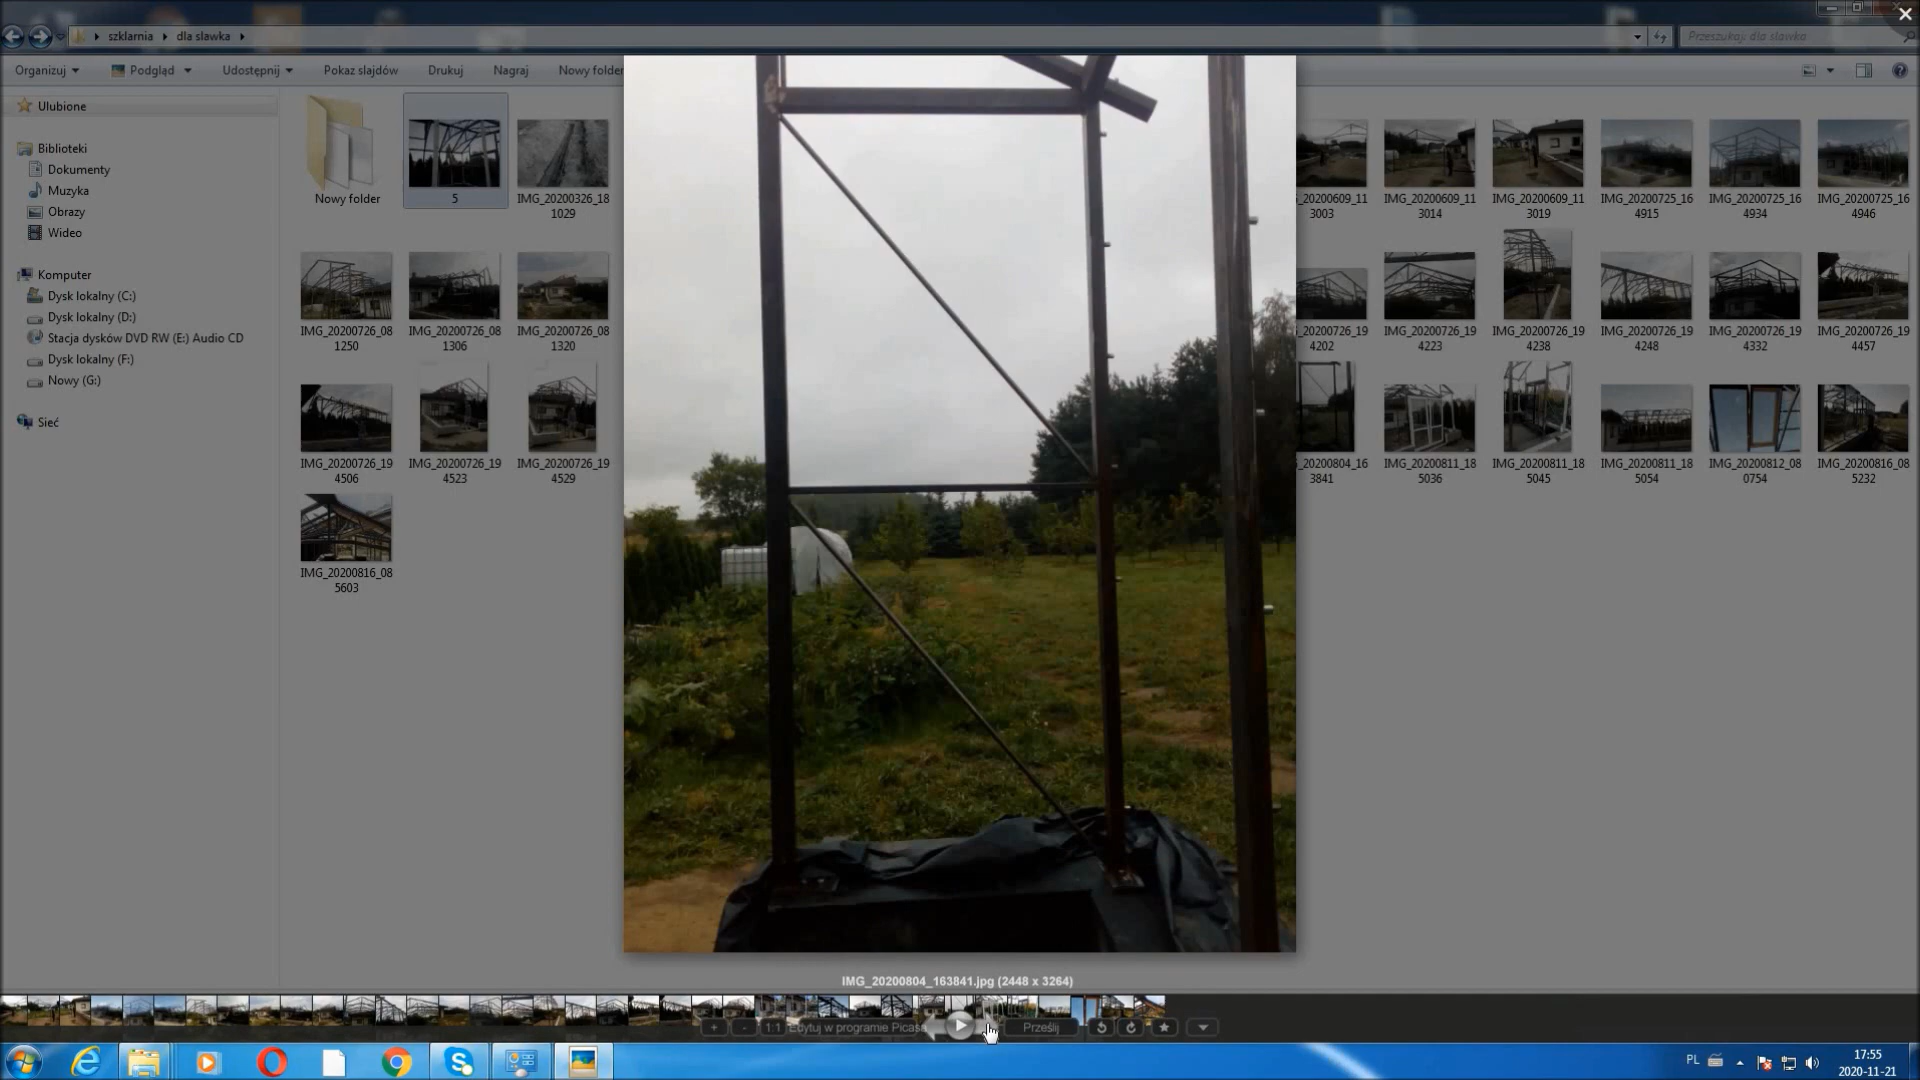 szklarnia dla slawka
Przeszukaj: dla slawka
Organizuj Podgląd Udostępnij Pokaz slajdów Drukuj Nagraj Nowy folder
Ulubione
Biblioteki
Dokumenty
Muzyka
Obrazy
Wideo
Komputer
Dysk lokalny (C:)
Dysk lokalny (D:)
Stacja dysków DVD RW (E:) Audio CD
Dysk lokalny (F:)
Nowy (G:)
Sieć
Nowy folder
5
IMG_20200326_18
1029
_20200609_11
3003
IMG_20200609_11
3014
IMG_20200609_11
3019
IMG_20200725_16
4915
IMG_20200725_16
4934
IMG_20200725_16
4946
IMG_20200726_08
1250
IMG_20200726_08
1306
IMG_20200726_08
1320
_20200726_19
4202
IMG_20200726_19
4223
IMG_20200726_19
4238
IMG_20200726_19
4248
IMG_20200726_19
4332
IMG_20200726_19
4457
IMG_20200726_19
4506
IMG_20200726_19
4523
IMG_20200726_19
4529
_20200804_16
3841
IMG_20200811_18
5036
IMG_20200811_18
5045
IMG_20200811_18
5054
IMG_20200812_08
0754
IMG_20200816_08
5232
IMG_20200816_08
5603
IMG_20200804_163841.jpg (2448 x 3264)
+ - 1:1 Edytuj w programie Picasa Prześlij
PL 17:55
2020-11-21